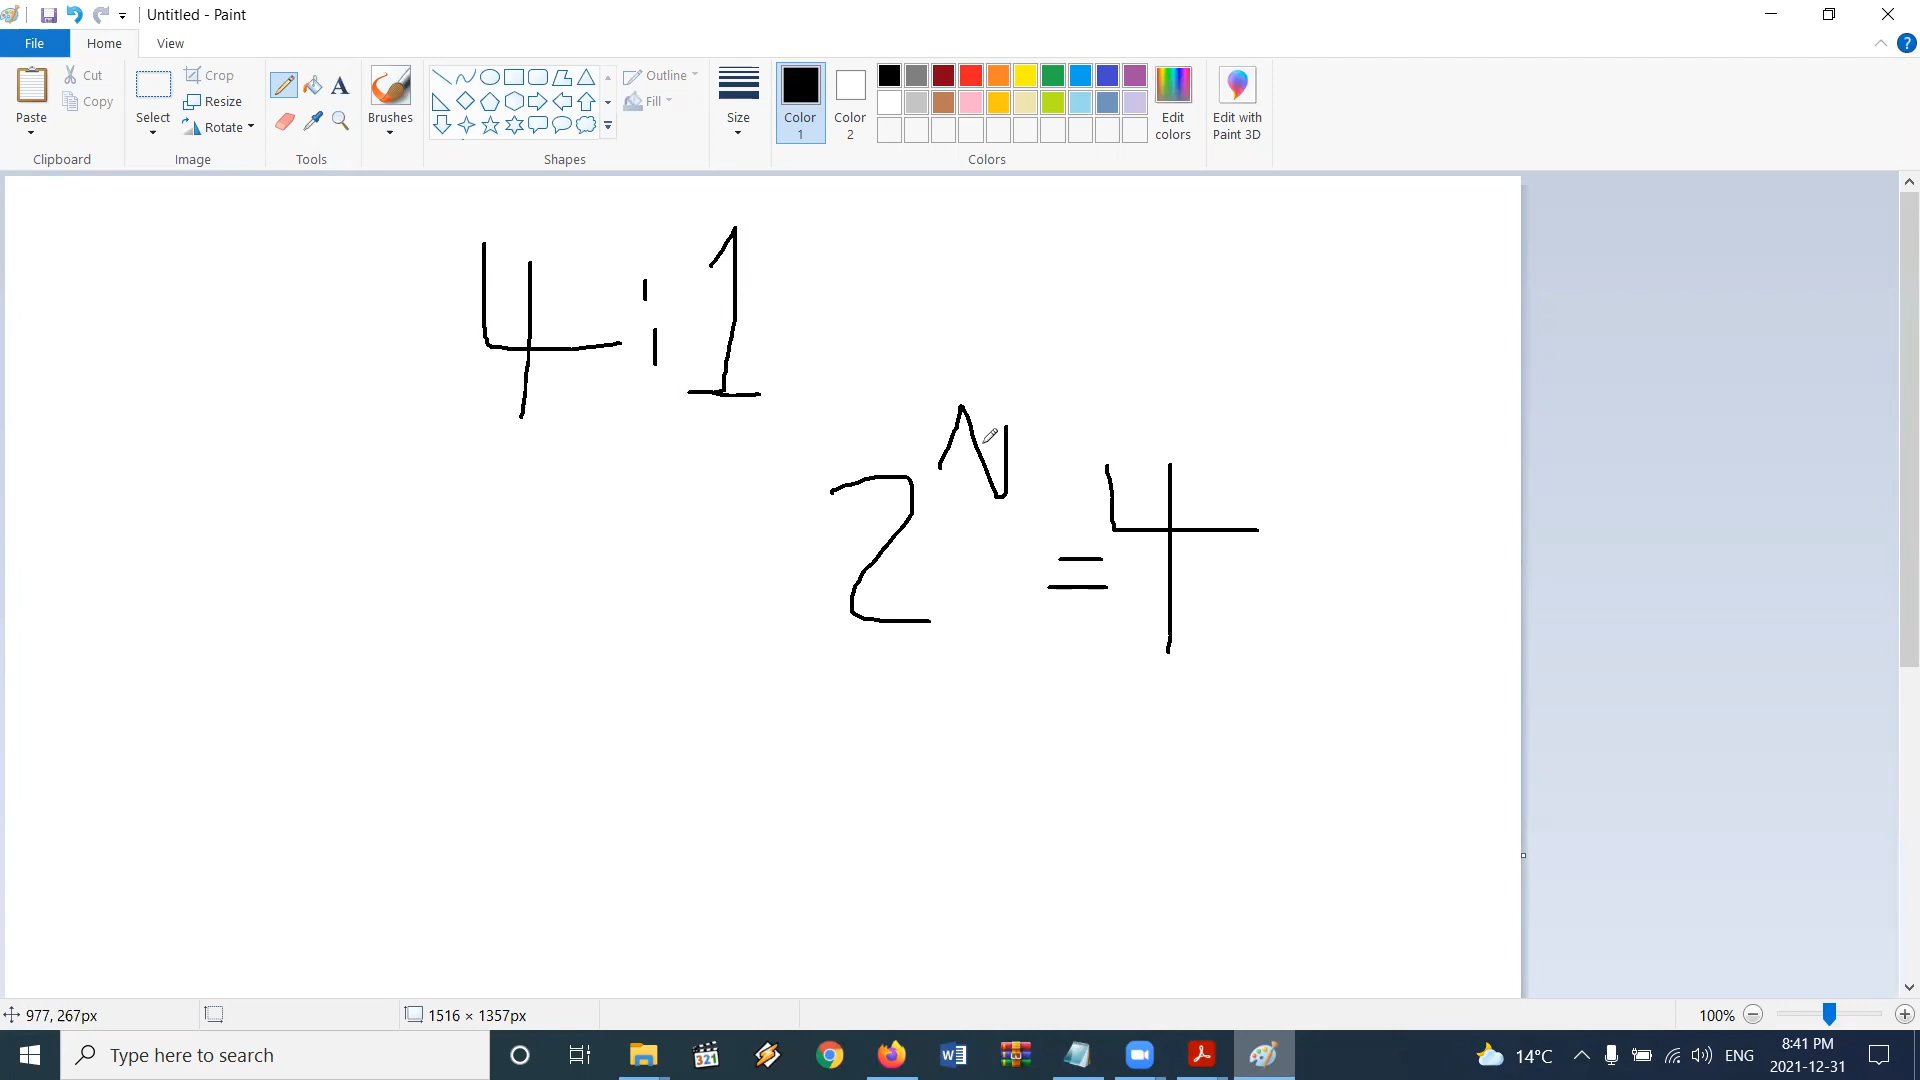 Untitled - Paint
File Home View
Paste Cut Copy Select Crop Resize Rotate Brushes Outline Fill Size Color 1 Color 2 Edit colors Edit with Paint 3D
Clipboard Image Tools Shapes Colors
4:1
2^N = 4
977, 267px 1516 × 1357px 100%
Type here to search 321 14°C ENG 8:41 PM
2021-12-31